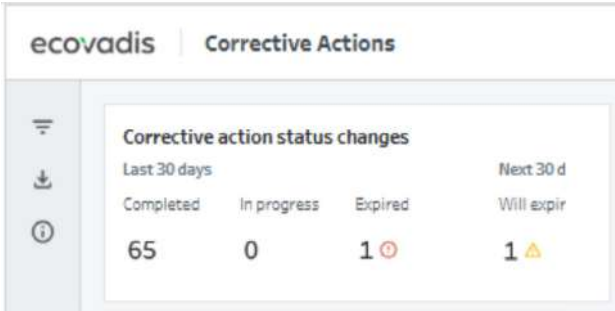 ecovadis Corrective Actions
Corrective action status changes
Last 30 days Next 30 d
Completed In progress Expired Will expir
65 0 1 1